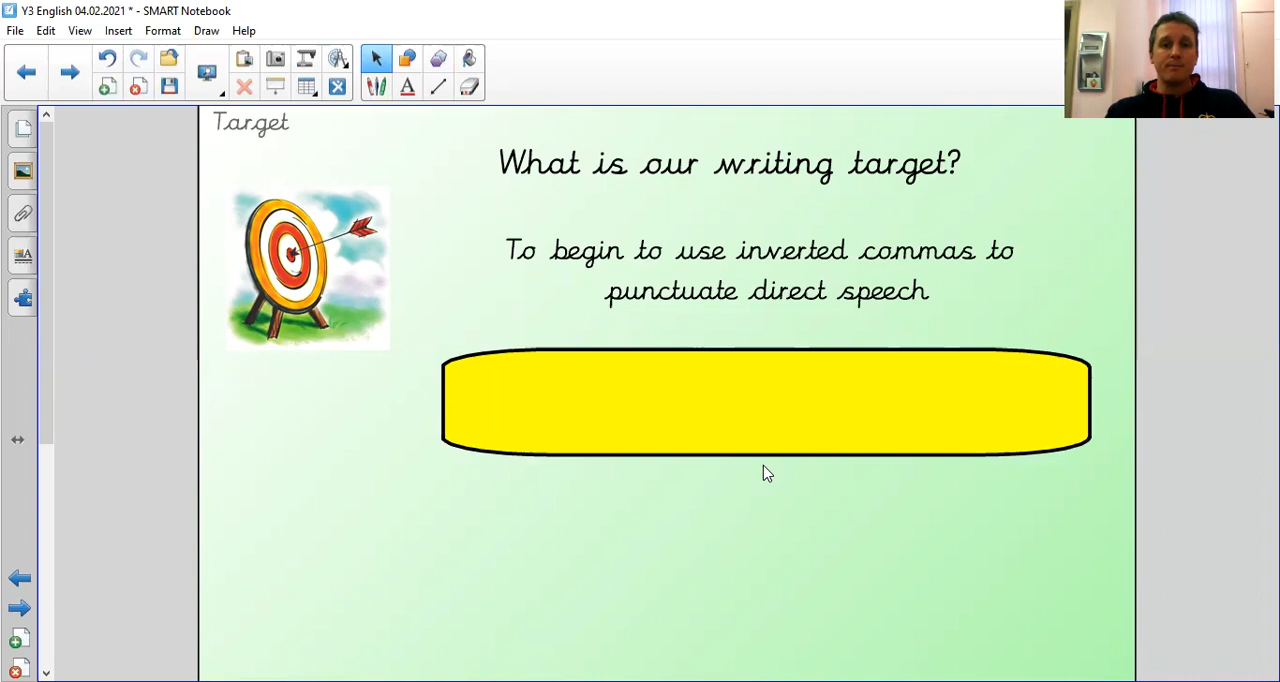 Y3 English 04.02.2021 * - SMART Notebook
File Edit View Insert Format Draw Help
Target
What is our writing target?
To begin to use inverted commas to
punctuate direct speech